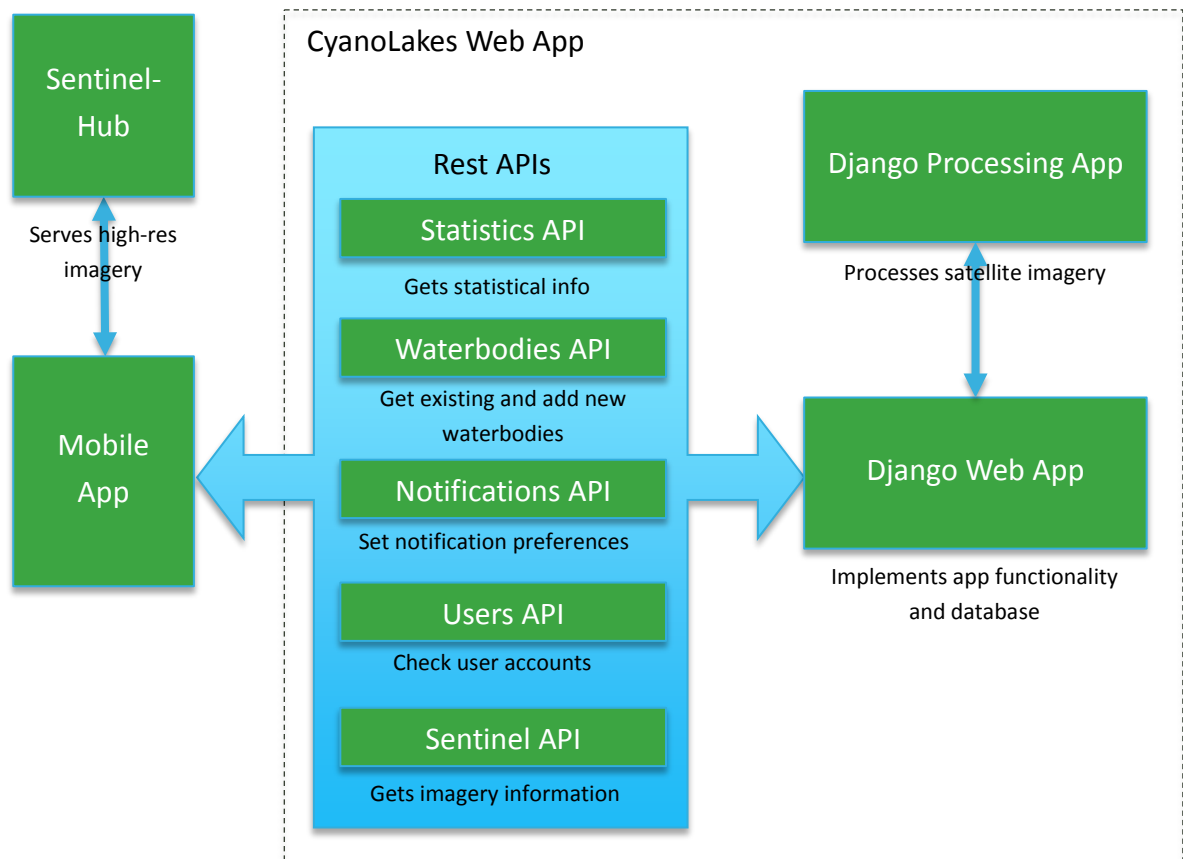 Sentinel-
Hub
Serves high-res
imagery
Mobile
App
CyanoLakes Web App
Rest APIs
Statistics API
Gets statistical info
Waterbodies API
Get existing and add new
waterbodies
Notifications API
Set notification preferences
Users API
Check user accounts
Sentinel API
Gets imagery information
Django Processing App
Processes satellite imagery
Django Web App
Implements app functionality
and database